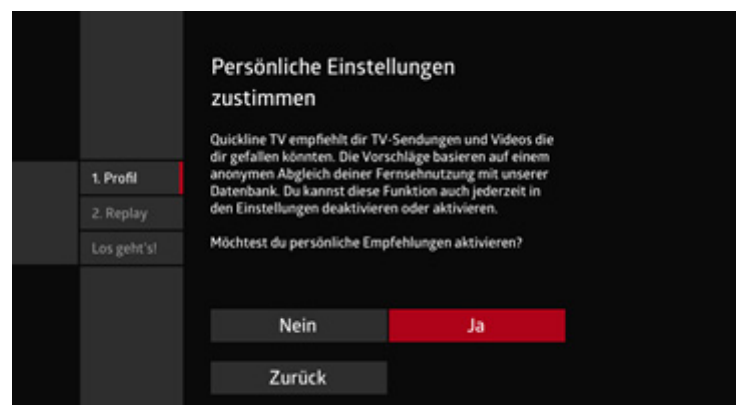 Persönliche Einstellungen
zustimmen
Quickline TV empfiehlt dir TV-Sendungen und Videos die
dir gefallen könnten. Die Vorschläge basieren auf einem
anonymen Abgleich deiner Fernsehnutzung mit unserer
Datenbank. Du kannst diese Funktion auch jederzeit in
den Einstellungen deaktivieren oder aktivieren.
Möchtest du persönliche Empfehlungen aktivieren?
1. Profil
2. Replay
Los geht's!
Nein
Ja
Zurück